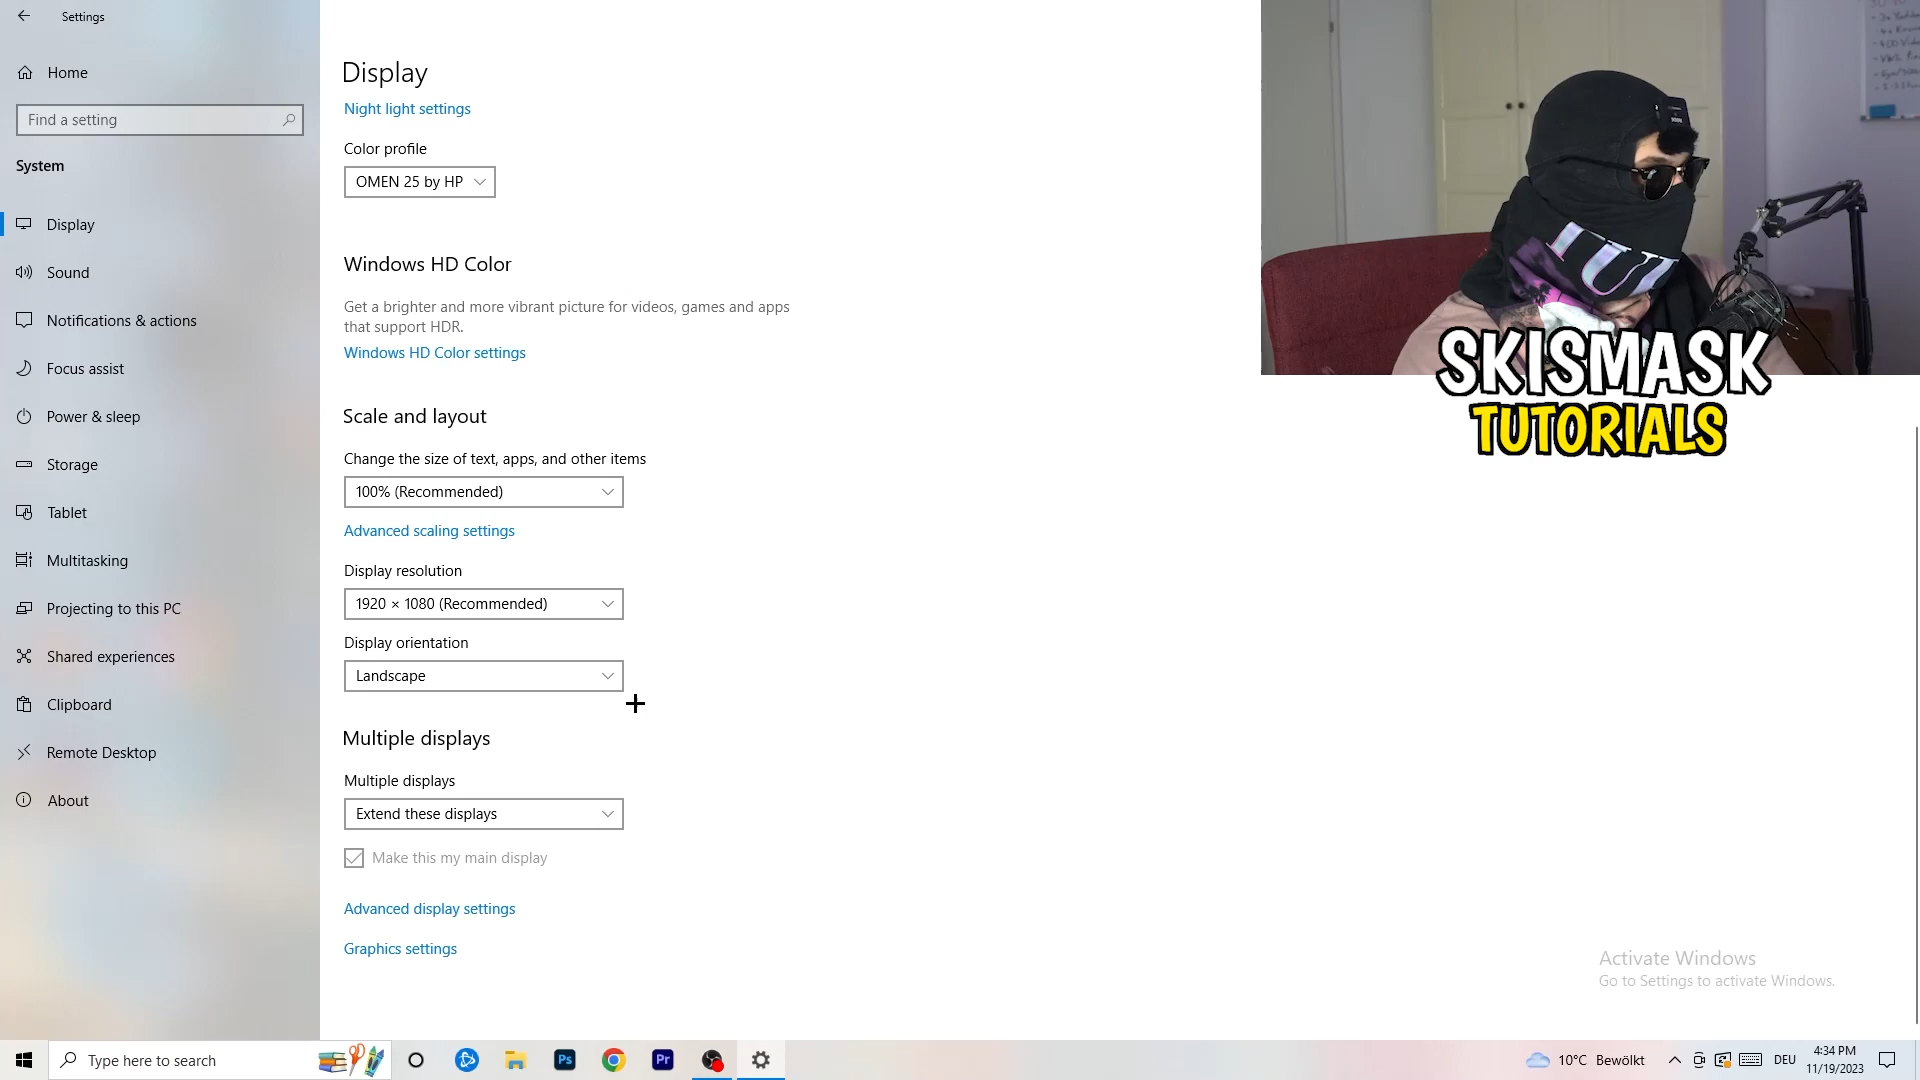 Settings
Home
Find a setting
System
Display
Sound
Notifications & actions
Focus assist
Power & sleep
Storage
Tablet
Multitasking
Projecting to this PC
Shared experiences
Clipboard
Remote Desktop
About
Display
Night light settings
Color profile
OMEN 25 by HP
Windows HD Color
Get a brighter and more vibrant picture for videos, games and apps
that support HDR.
Windows HD Color settings
Scale and layout
Change the size of text, apps, and other items
100% (Recommended)
Advanced scaling settings
Display resolution
1920 × 1080 (Recommended)
Display orientation
Landscape
Multiple displays
Multiple displays
Extend these displays
Make this my main display
Advanced display settings
Graphics settings
SKISMASK
TUTORIALS
Activate Windows
Go to Settings to activate Windows.
Type here to search
Ps
Pr
10°C Bewölkt
DEU
4:34 PM
11/19/2023